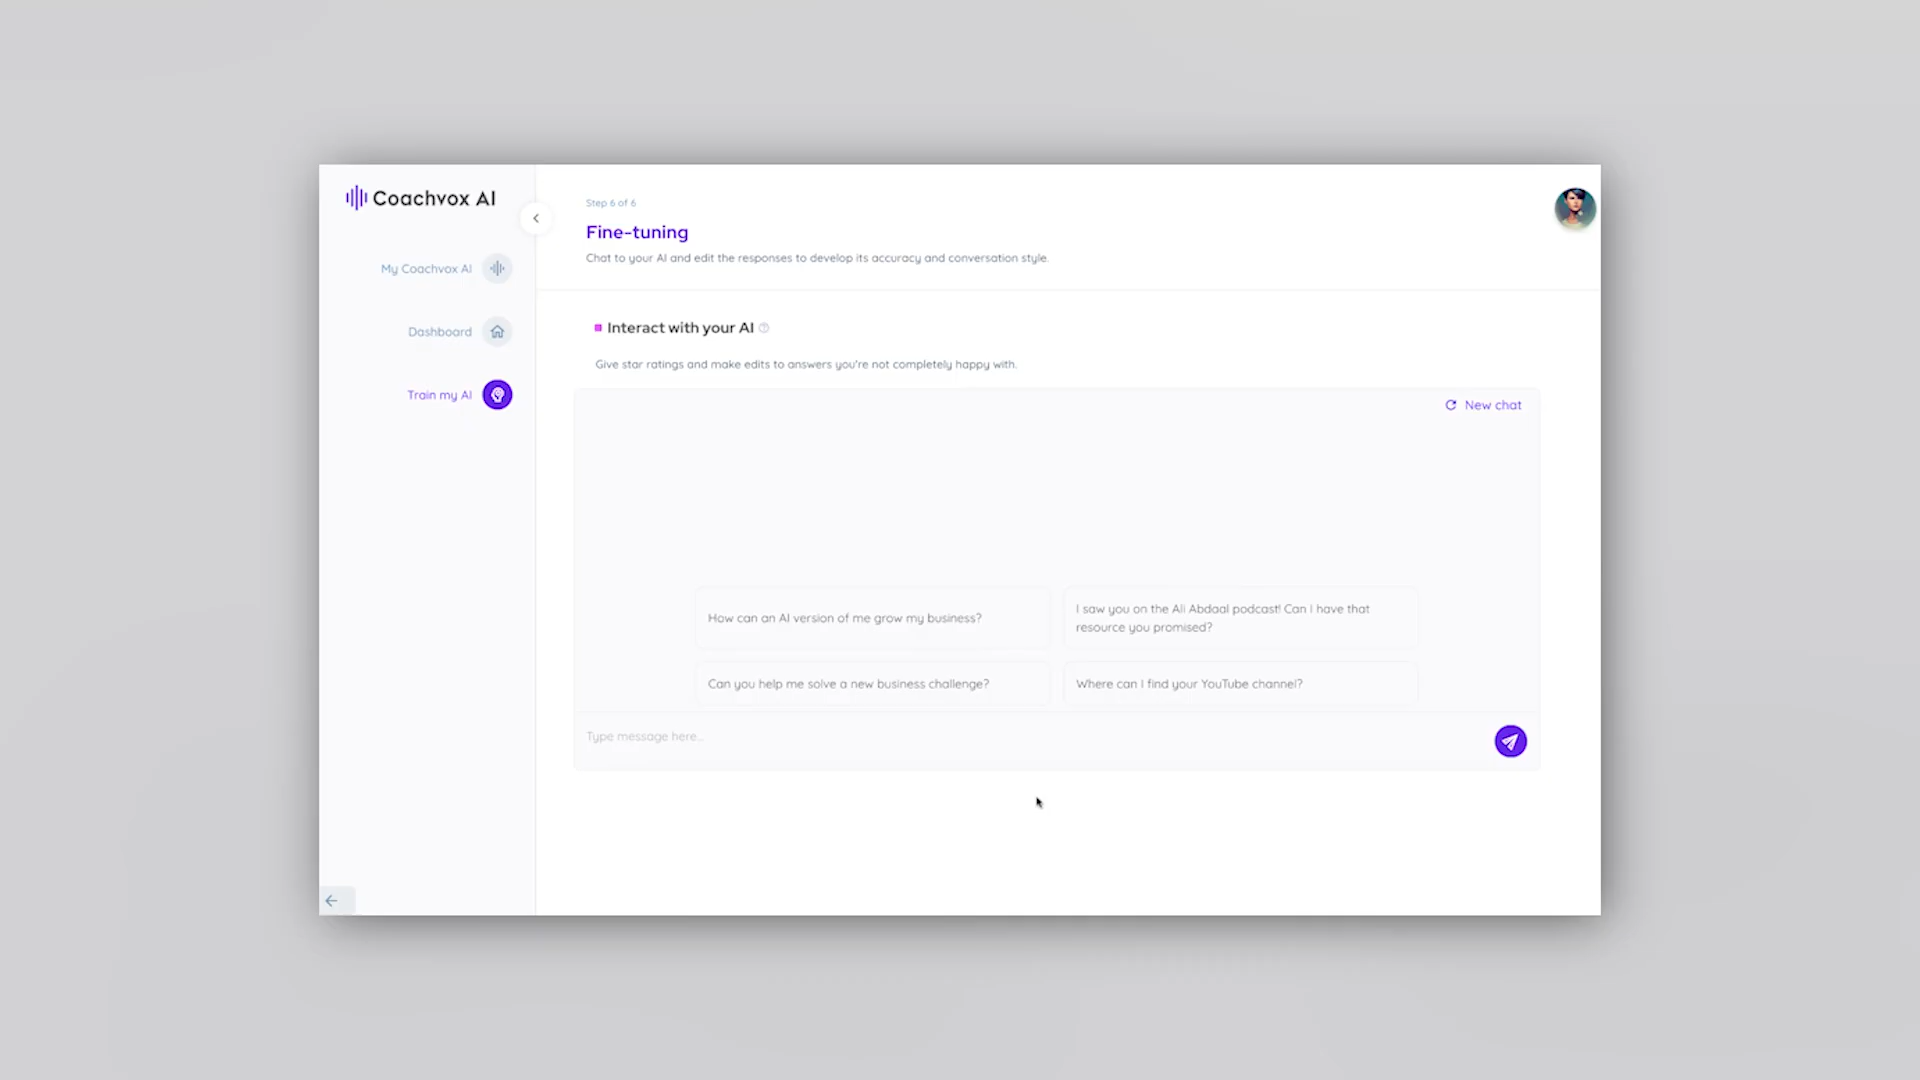 Coachvox AI
My Coachvox AI
Dashboard
Train my AI
Step 6 of 6
Fine-tuning
Chat to your AI and edit the responses to develop its accuracy and conversation style.
Interact with your AI
Give star ratings and make edits to answers you're not completely happy with.
New chat
How can an AI version of me grow my business?
I saw you on the Ali Abdaal podcast! Can I have that
resource you promised?
Can you help me solve a new business challenge?
Where can I find your YouTube channel?
Type message here...